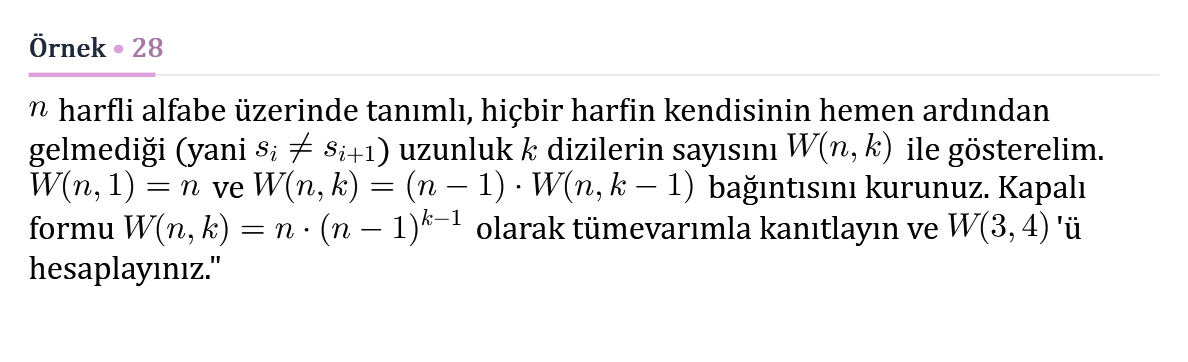 Örnek • 28
n harfli alfabe üzerinde tanımlı, hiçbir harfin kendisinin hemen ardından
gelmediği (yani s_i ≠ s_{i+1}) uzunluk k dizilerin sayısını W(n, k) ile gösterelim.
W(n, 1) = n ve W(n, k) = (n − 1) · W(n, k − 1) bağıntısını kurunuz. Kapalı
formu W(n, k) = n · (n − 1)^{k−1} olarak tümevarımla kanıtlayın ve W(3, 4) 'ü
hesaplayınız."